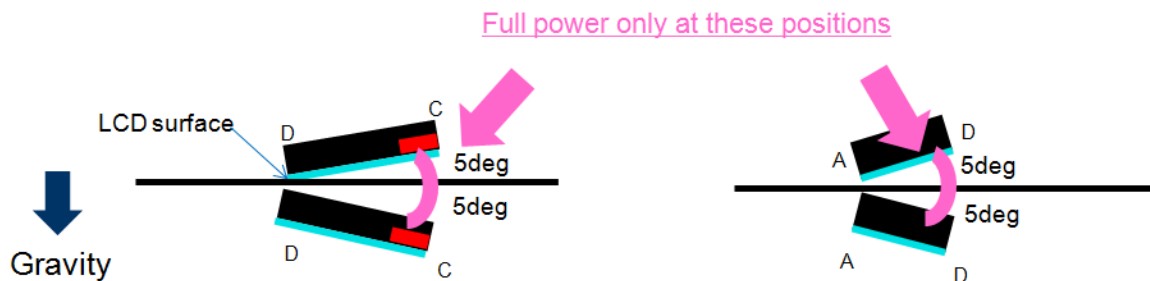 Full power only at these positions
LCD surface
D
C
5deg
5deg
D
C
Gravity
A
D
5deg
5deg
A
D